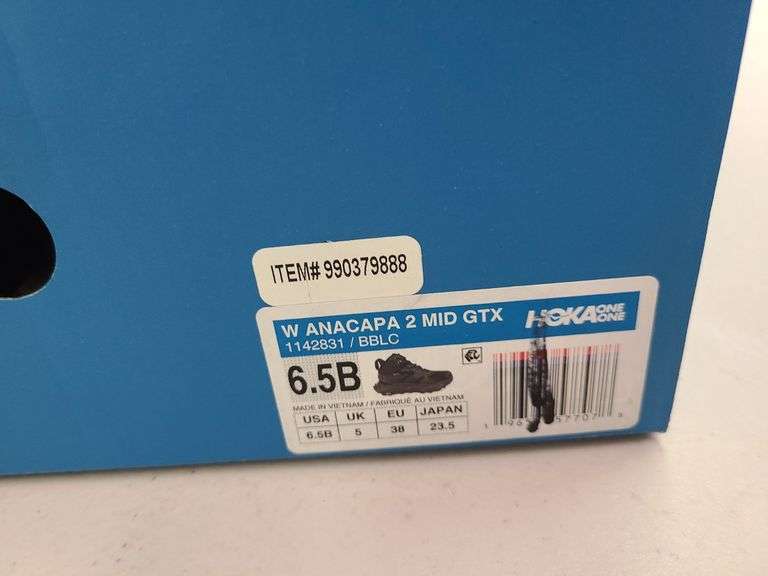 ITEM# 990379888
W ANACAPA 2 MID GTX
HOKA ONE ONE
1142831 / BBLC
6.5B
MADE IN VIETNAM / FABRIQUÉ AU VIETNAM
USA UK EU JAPAN
6.5B 5 38 23.5